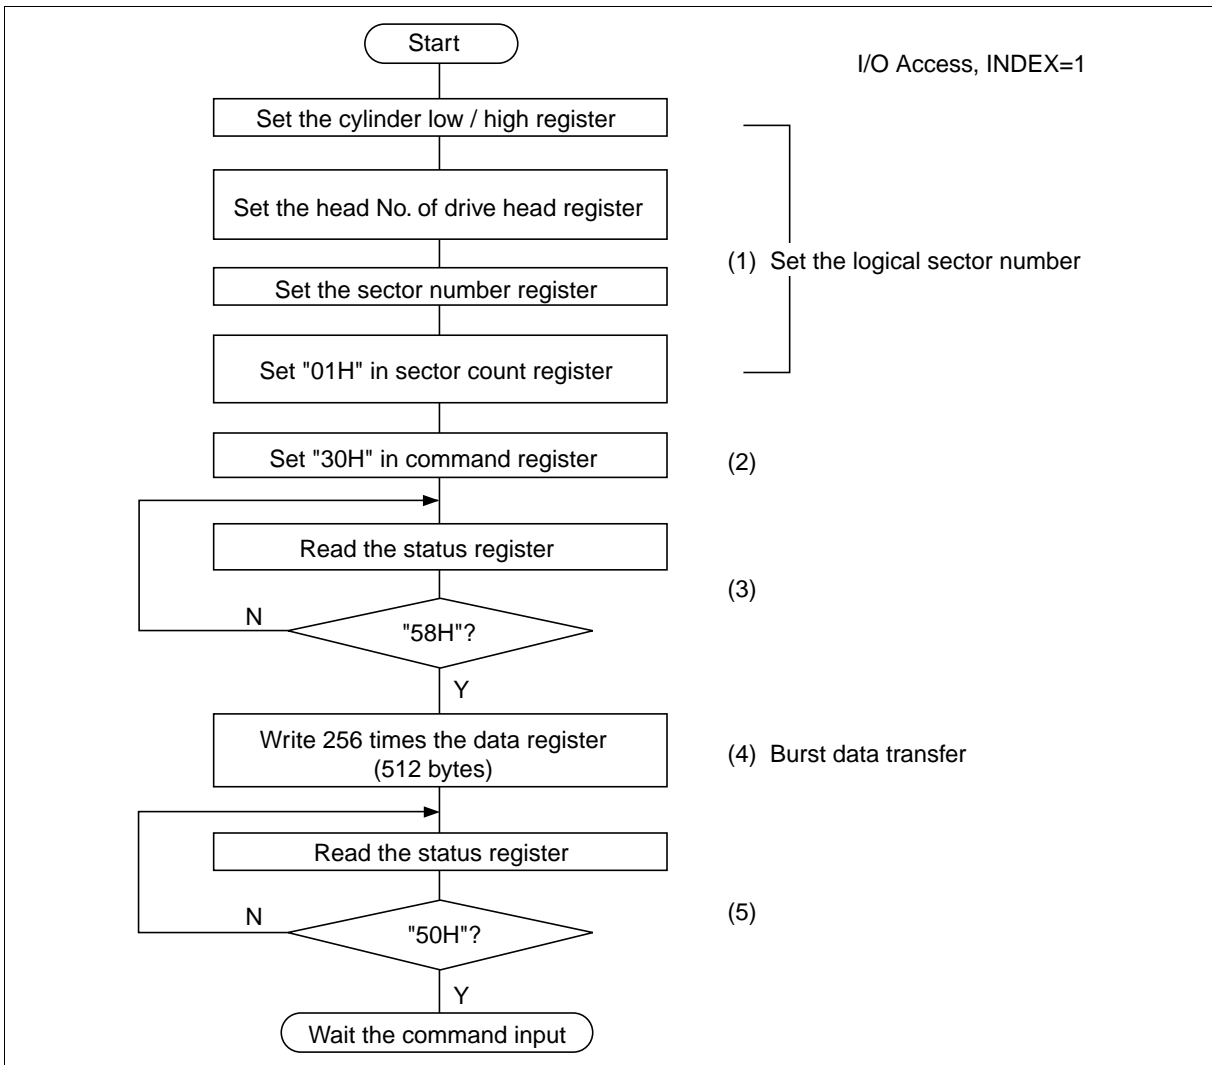 Start
I/O Access, INDEX=1
Set the cylinder low / high register
Set the head No. of drive head register
(1) Set the logical sector number
Set the sector number register
Set "01H" in sector count register
Set "30H" in command register
(2)
Read the status register
(3)
N
"58H"?
Y
Write 256 times the data register
(512 bytes)
(4) Burst data transfer
Read the status register
N
(5)
"50H"?
Y
Wait the command input